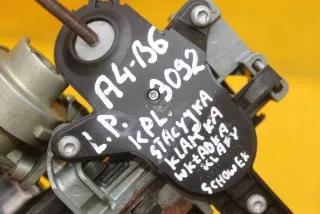 A4-B6
L.P. 3092
KPL.
STACYJKA
KLAMKA
WKŁADKA
KLAPY
SCHOWEK